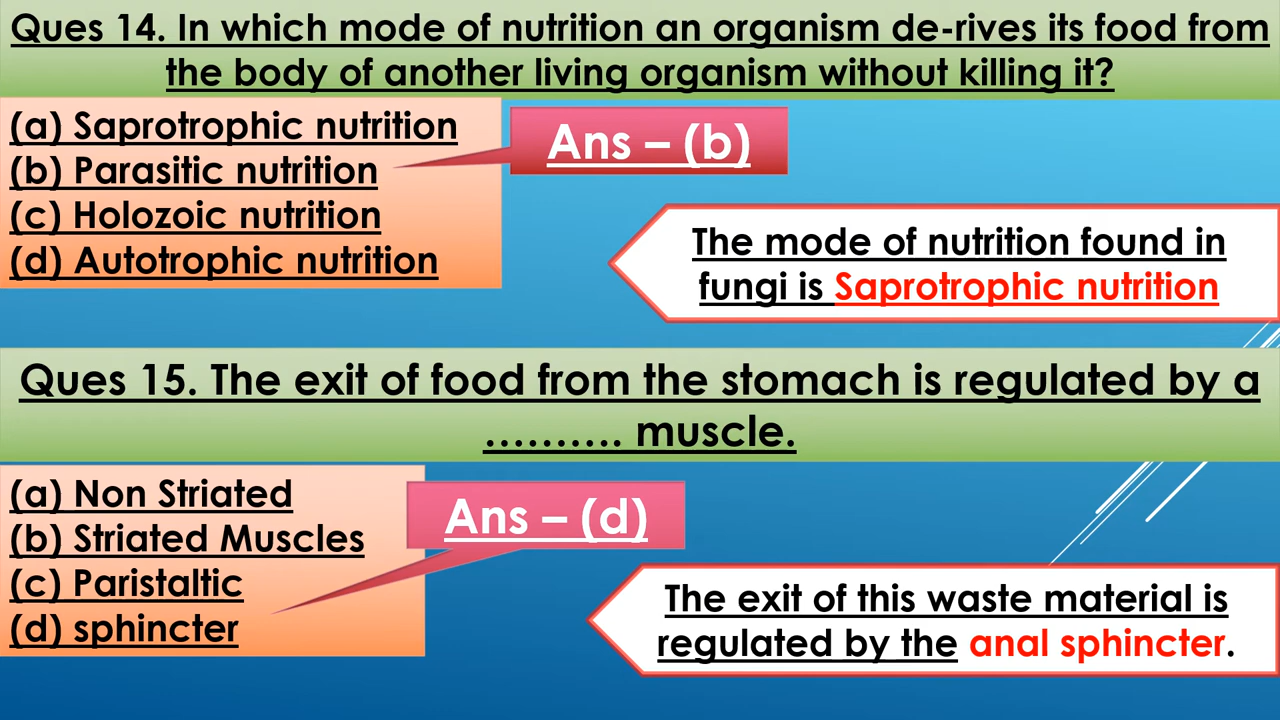 Ques 14. In which mode of nutrition an organism de-rives its food from
the body of another living organism without killing it?
(a) Saprotrophic nutrition
(b) Parasitic nutrition
(c) Holozoic nutrition
(d) Autotrophic nutrition
Ans – (b)
The mode of nutrition found in
fungi is Saprotrophic nutrition
Ques 15. The exit of food from the stomach is regulated by a
.......... muscle.
(a) Non Striated
(b) Striated Muscles
(c) Paristaltic
(d) sphincter
Ans – (d)
The exit of this waste material is
regulated by the anal sphincter.